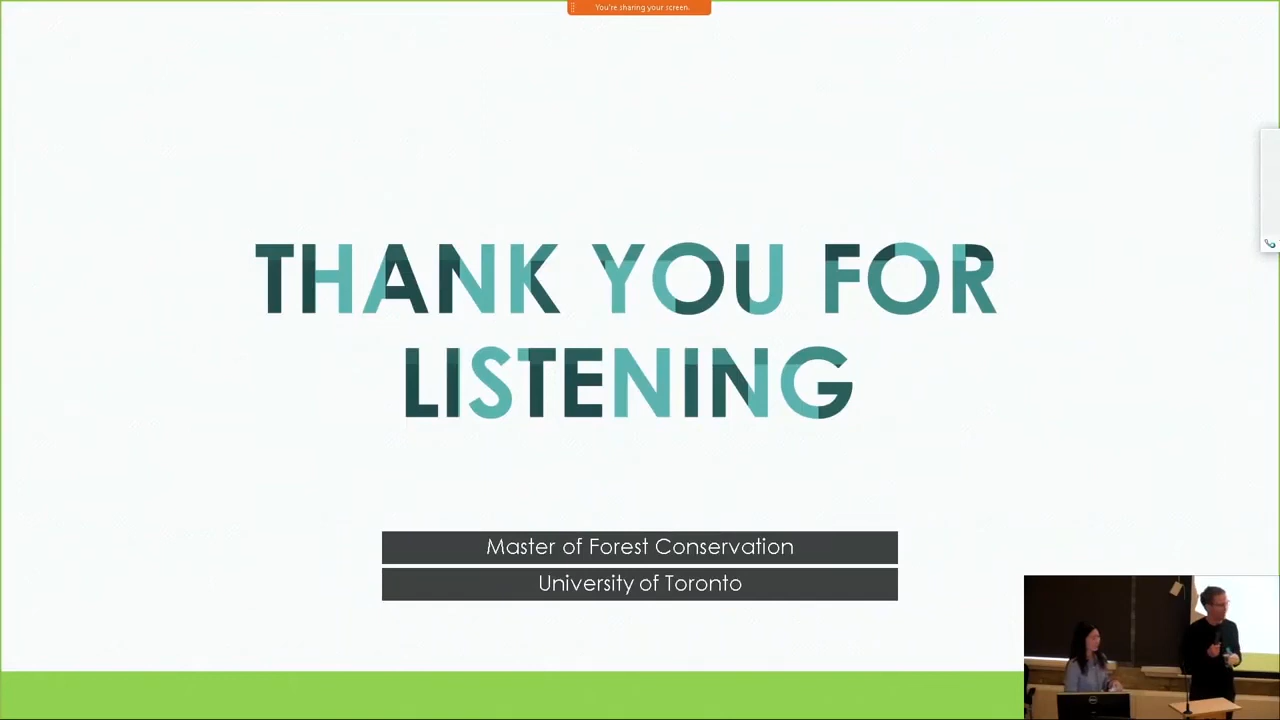 You're sharing your screen.
THANK YOU FOR
LISTENING
Master of Forest Conservation
University of Toronto